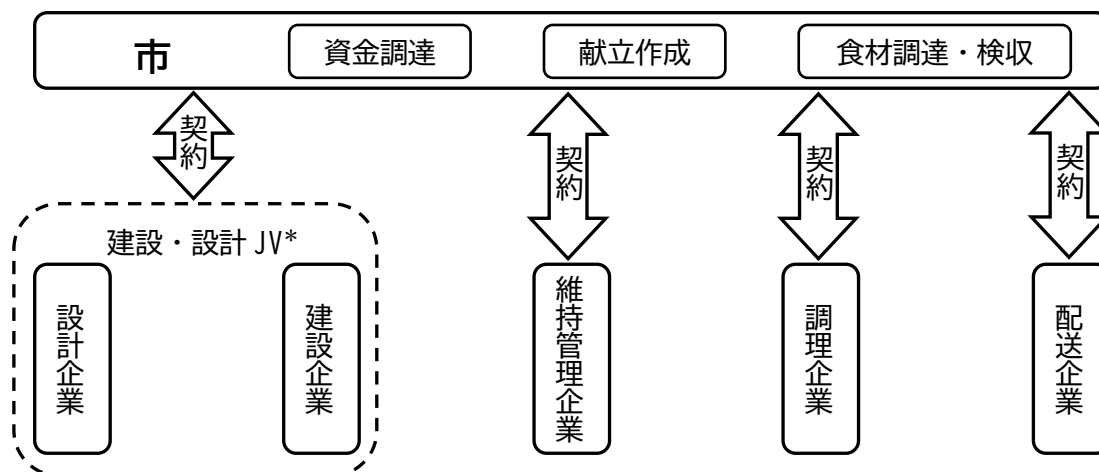 市
資金調達
献立作成
食材調達・検収
契約
契約
契約
契約
建設・設計 JV*
設計企業
建設企業
維持管理企業
調理企業
配送企業